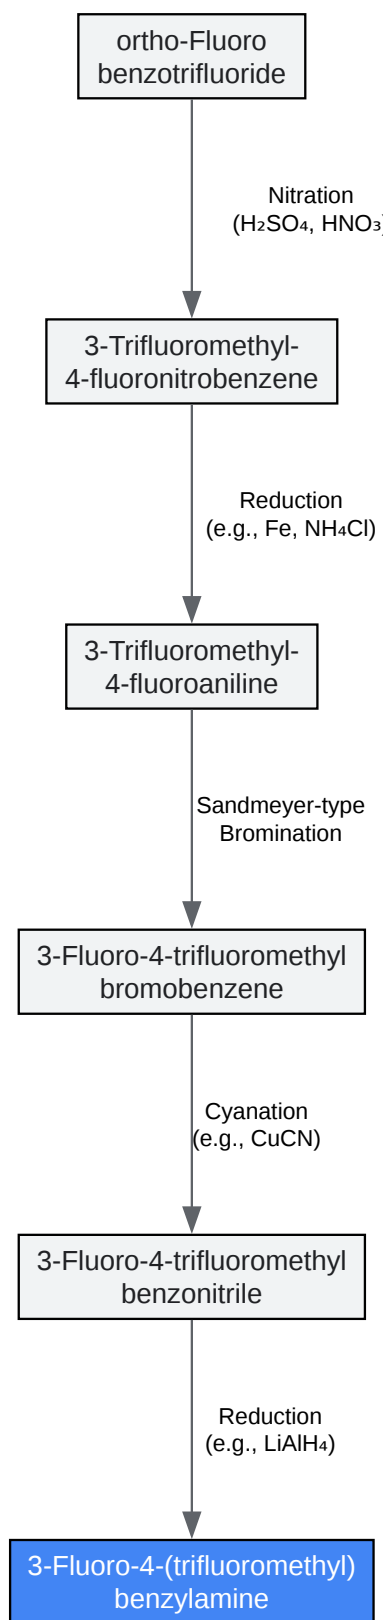 ortho-Fluoro
benzotrifluoride
Nitration
(H₂SO₄, HNO₃)
3-Trifluoromethyl-
4-fluoronitrobenzene
Reduction
(e.g., Fe, NH₄Cl)
3-Trifluoromethyl-
4-fluoroaniline
Sandmeyer-type
Bromination
3-Fluoro-4-trifluoromethyl
bromobenzene
Cyanation
(e.g., CuCN)
3-Fluoro-4-trifluoromethyl
benzonitrile
Reduction
(e.g., LiAlH₄)
3-Fluoro-4-(trifluoromethyl)
benzylamine